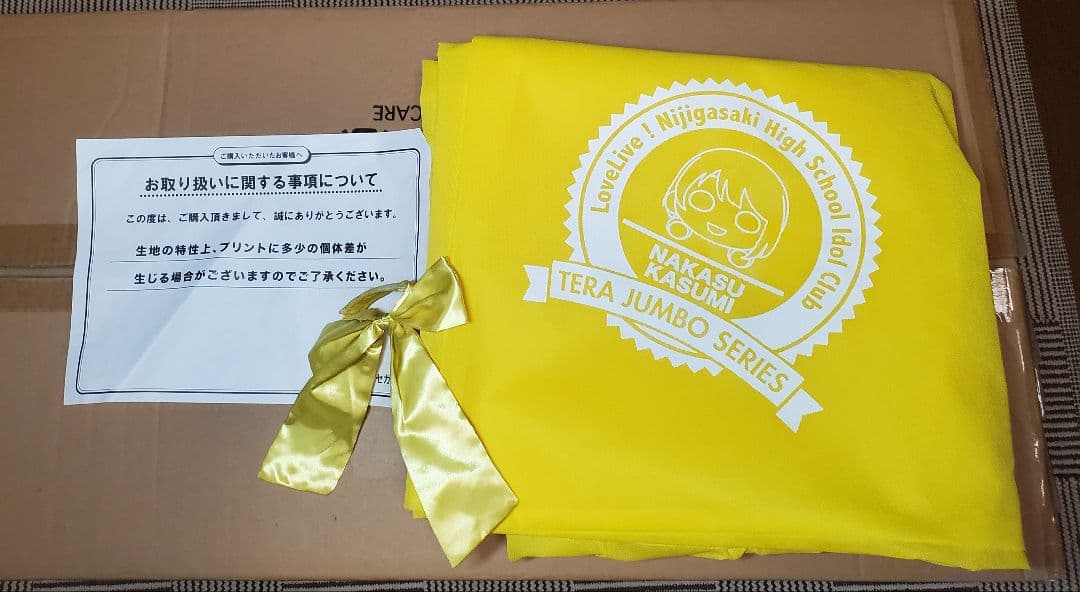 CARE
ご購入いただいたお客様へ
お取り扱いに関する事項について
この度は、ご購入頂きまして、誠にありがとうございます。
生地の特性上、プリントに多少の個体差が
生じる場合がございますのでご了承ください。
セガ
LoveLive! Nijigasaki High School Idol Club
NAKASU
KASUMI
TERA JUMBO SERIES